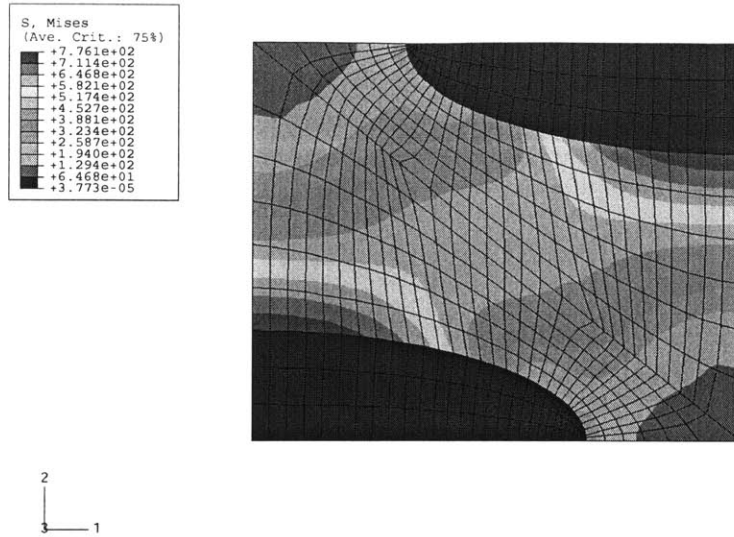 S, Mises
(Ave. Crit.: 75%)
+7.761e+02
+7.114e+02
+6.468e+02
+5.821e+02
+5.174e+02
+4.527e+02
+3.881e+02
+3.234e+02
+2.587e+02
+1.940e+02
+1.294e+02
+6.468e+01
+3.773e-05
2
3
1